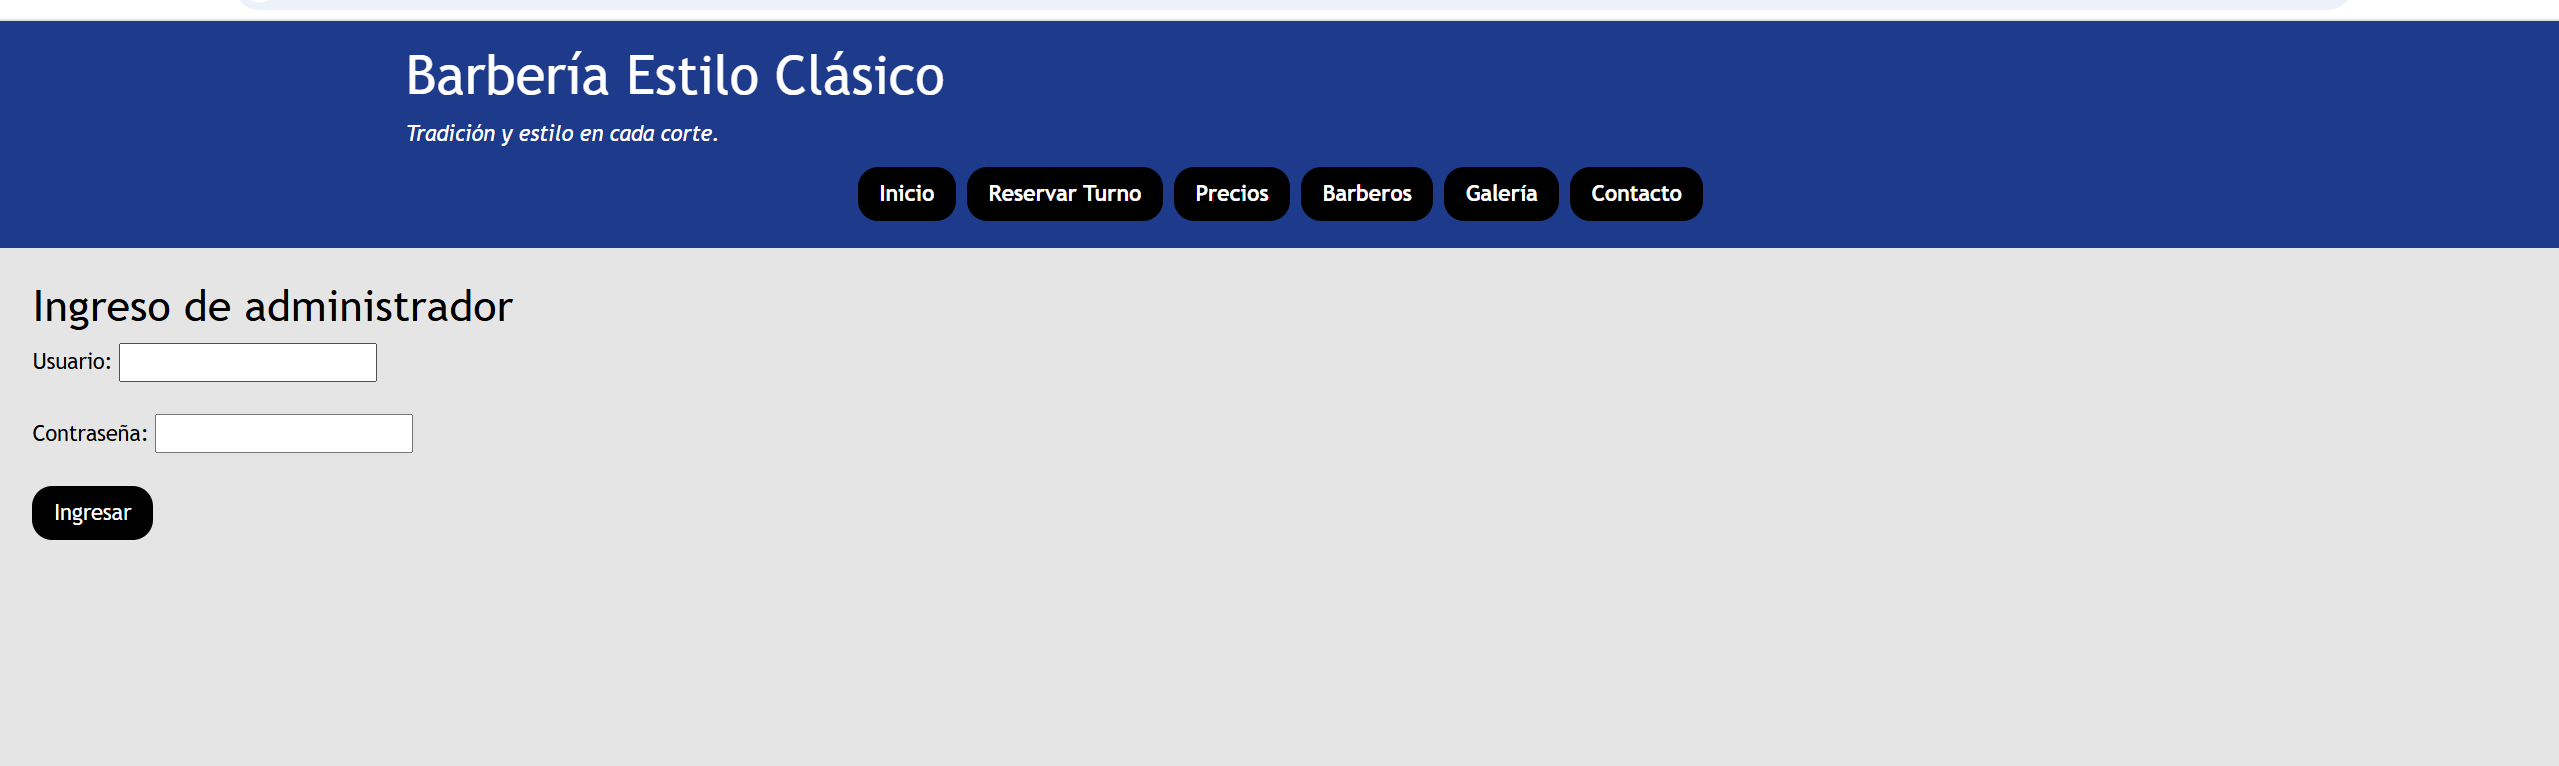 Barbería Estilo Clásico
Tradición y estilo en cada corte.
Inicio Reservar Turno Precios Barberos Galería Contacto
Ingreso de administrador
Usuario:
Contraseña:
Ingresar